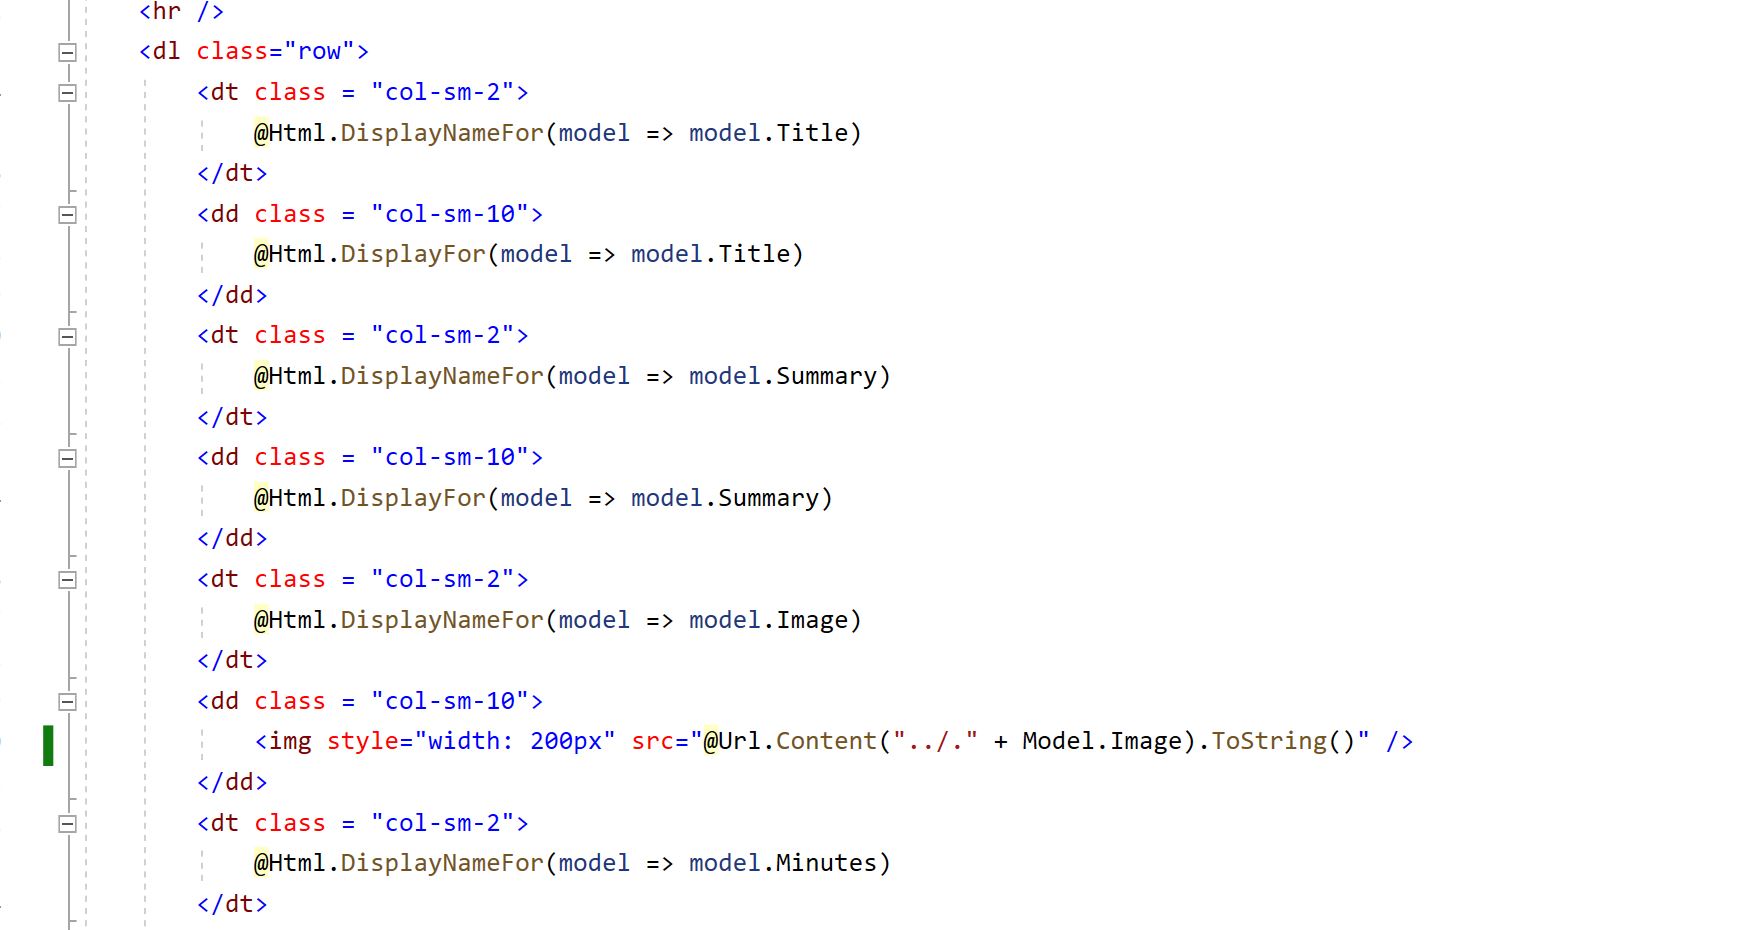 <hr />
<dl class="row">
<dt class = "col-sm-2">
@Html.DisplayNameFor(model => model.Title)
</dt>
<dd class = "col-sm-10">
@Html.DisplayFor(model => model.Title)
</dd>
<dt class = "col-sm-2">
@Html.DisplayNameFor(model => model.Summary)
</dt>
<dd class = "col-sm-10">
@Html.DisplayFor(model => model.Summary)
</dd>
<dt class = "col-sm-2">
@Html.DisplayNameFor(model => model.Image)
</dt>
<dd class = "col-sm-10">
<img style="width: 200px" src="@Url.Content("../." + Model.Image).ToString()" />
</dd>
<dt class = "col-sm-2">
@Html.DisplayNameFor(model => model.Minutes)
</dt>